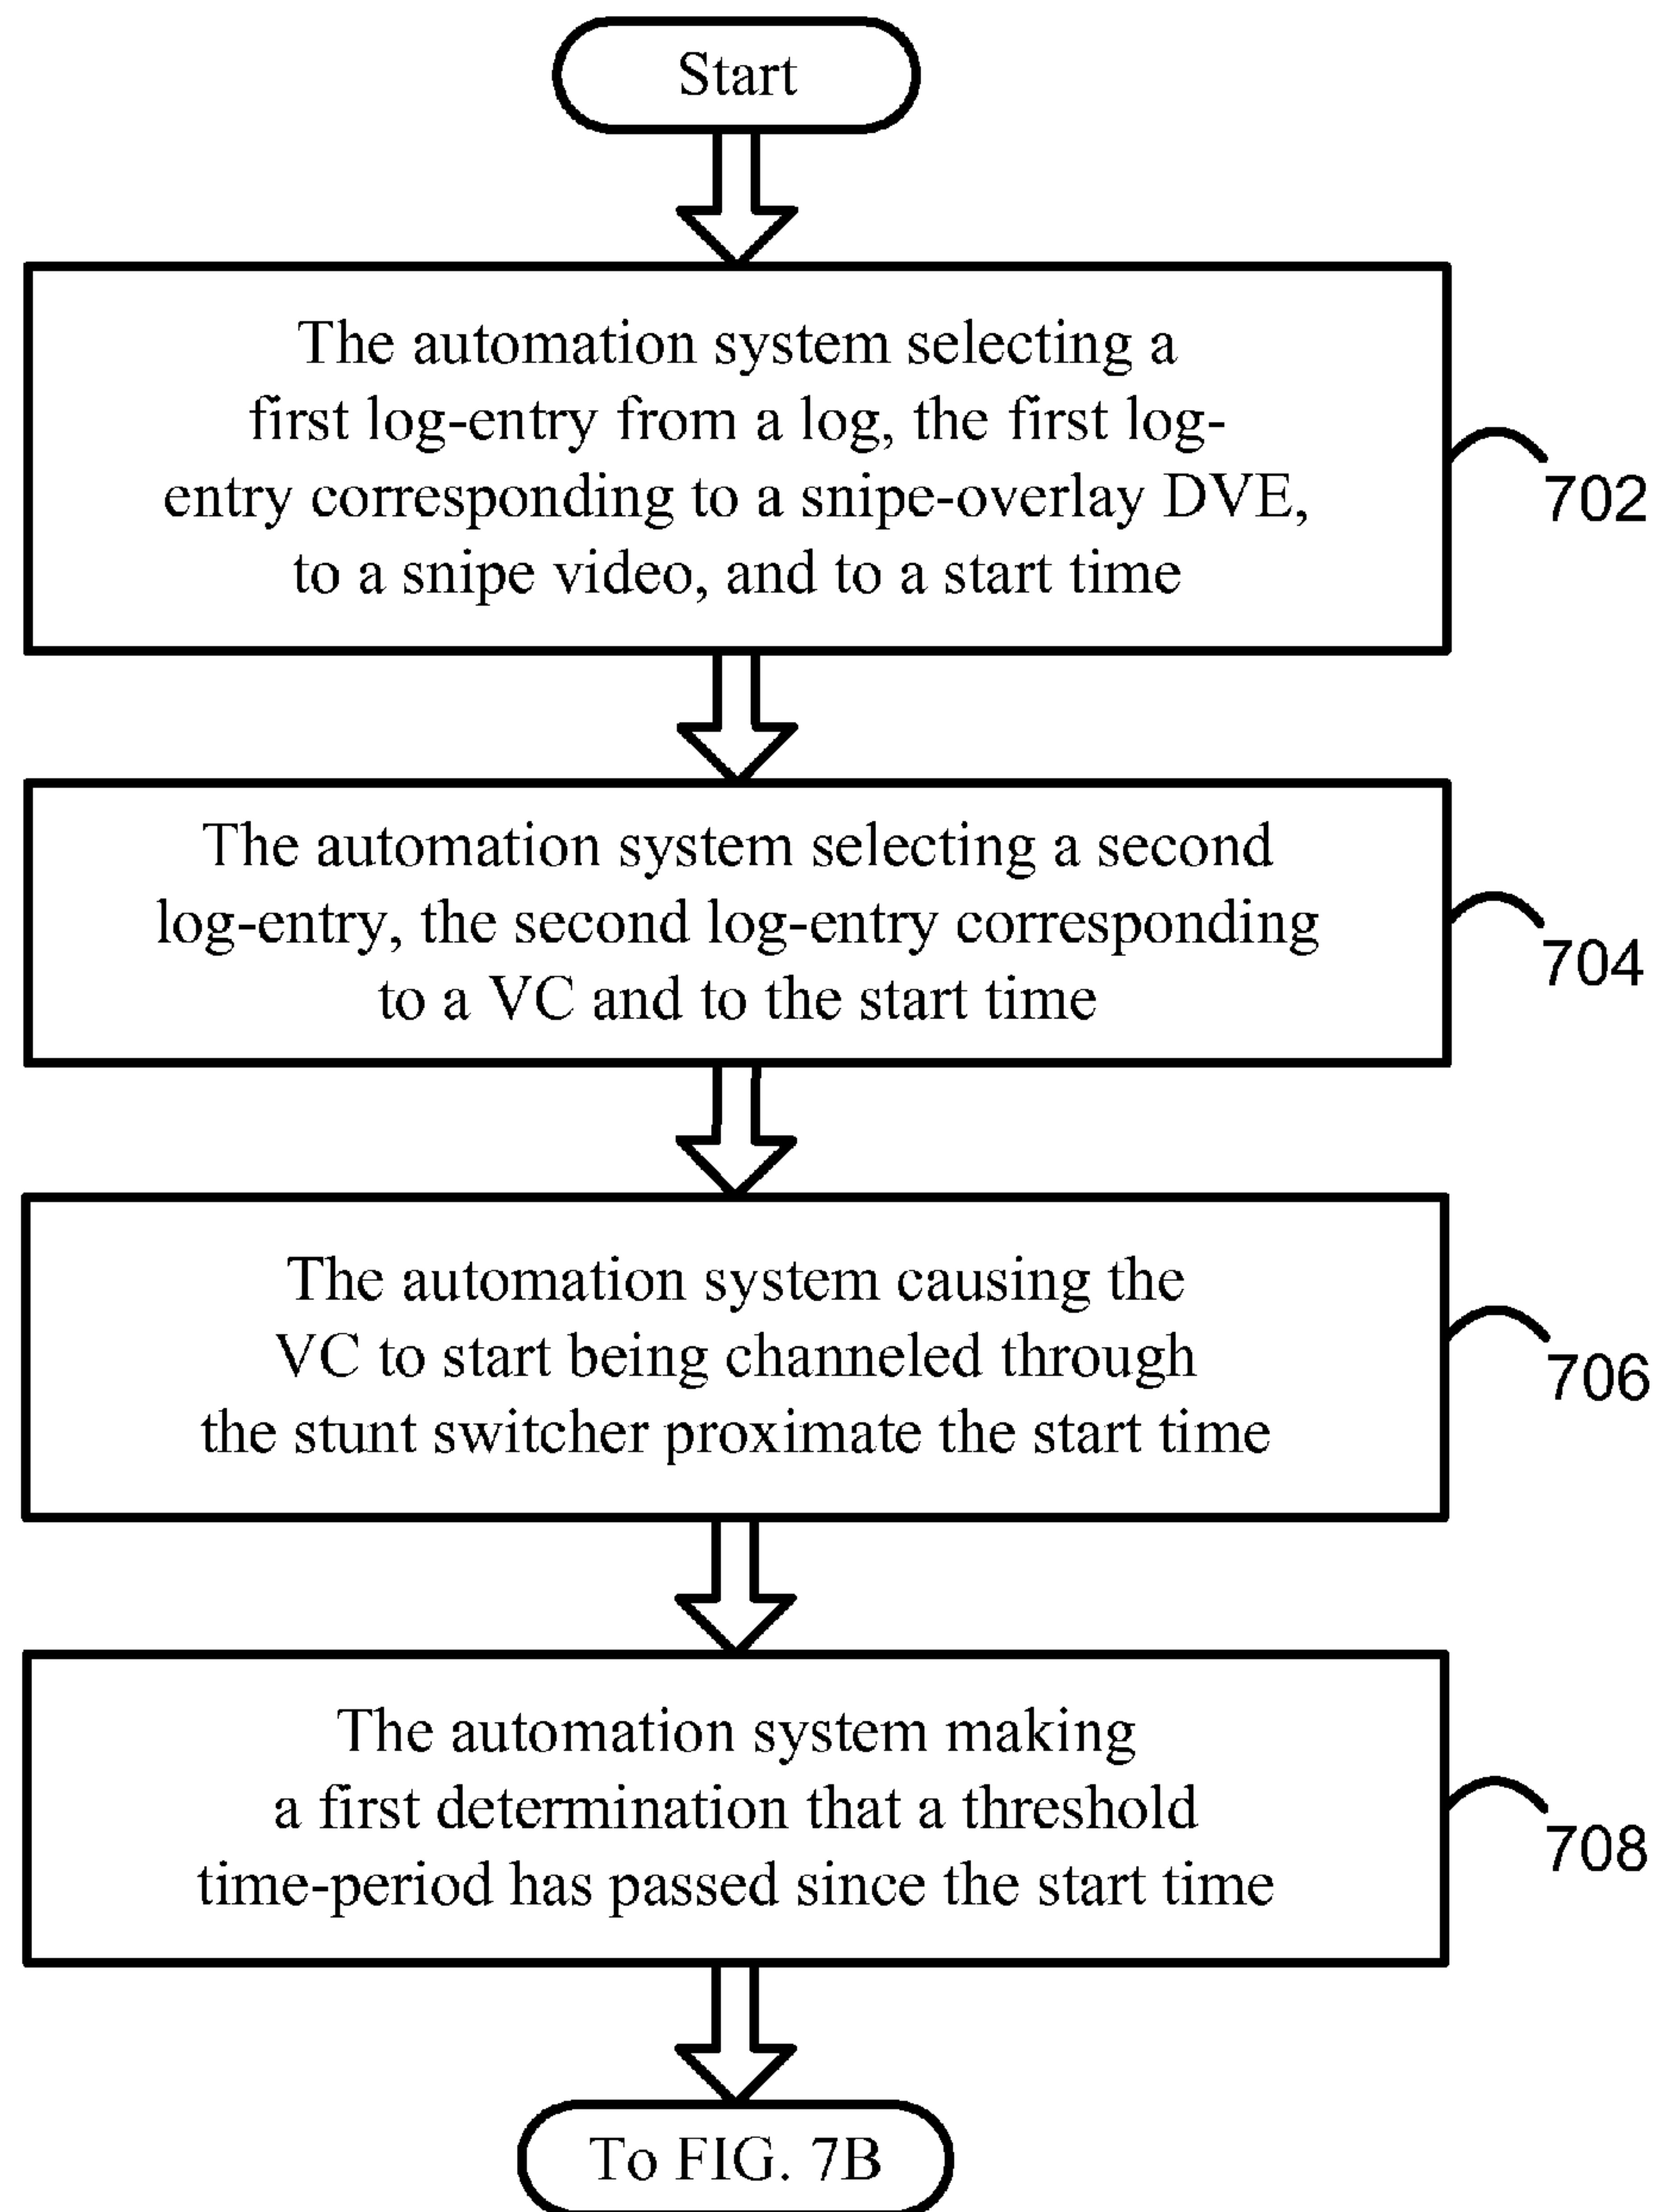 Start
The automation system selecting a
first log-entry from a log, the first log-
entry corresponding to a snipe-overlay DVE,
to a snipe video, and to a start time
702
The automation system selecting a second
log-entry, the second log-entry corresponding
to a VC and to the start time
704
The automation system causing the
VC to start being channeled through
the stunt switcher proximate the start time
706
The automation system making
a first determination that a threshold
time-period has passed since the start time
708
To FIG. 7B